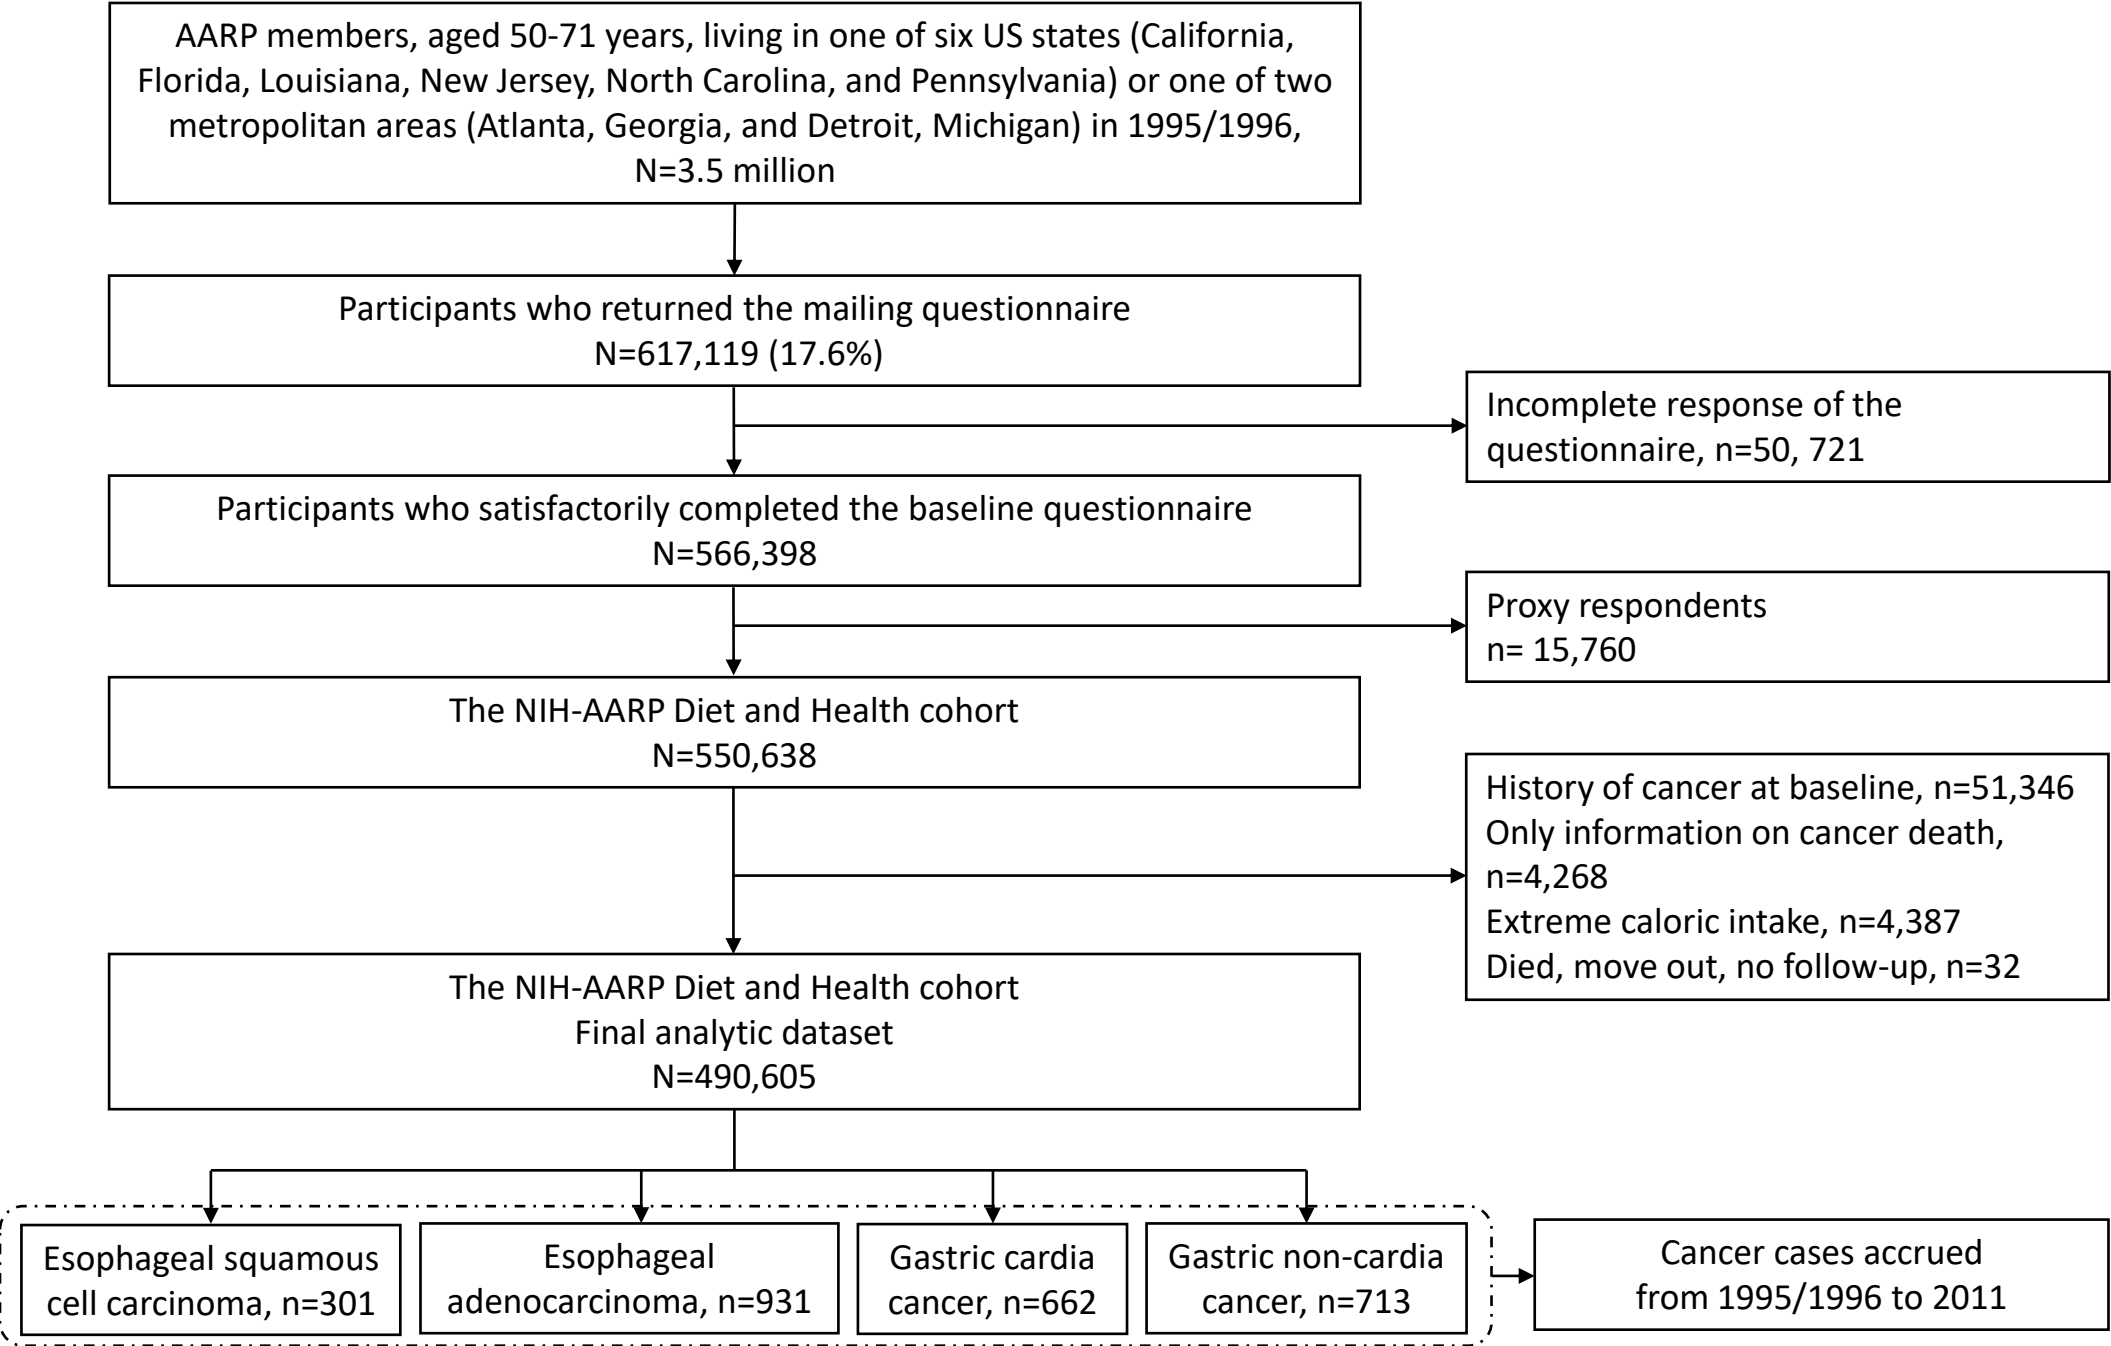 AARP members, aged 50-71 years, living in one of six US states (California,
Florida, Louisiana, New Jersey, North Carolina, and Pennsylvania) or one of two
metropolitan areas (Atlanta, Georgia, and Detroit, Michigan) in 1995/1996,
N=3.5 million
Participants who returned the mailing questionnaire
N=617,119 (17.6%)
Incomplete response of the
questionnaire, n=50, 721
Participants who satisfactorily completed the baseline questionnaire
N=566,398
Proxy respondents
n= 15,760
The NIH-AARP Diet and Health cohort
N=550,638
History of cancer at baseline, n=51,346
Only information on cancer death,
n=4,268
Extreme caloric intake, n=4,387
Died, move out, no follow-up, n=32
The NIH-AARP Diet and Health cohort
Final analytic dataset
N=490,605
Esophageal squamous
cell carcinoma, n=301
Esophageal
adenocarcinoma, n=931
Gastric cardia
cancer, n=662
Gastric non-cardia
cancer, n=713
Cancer cases accrued
from 1995/1996 to 2011